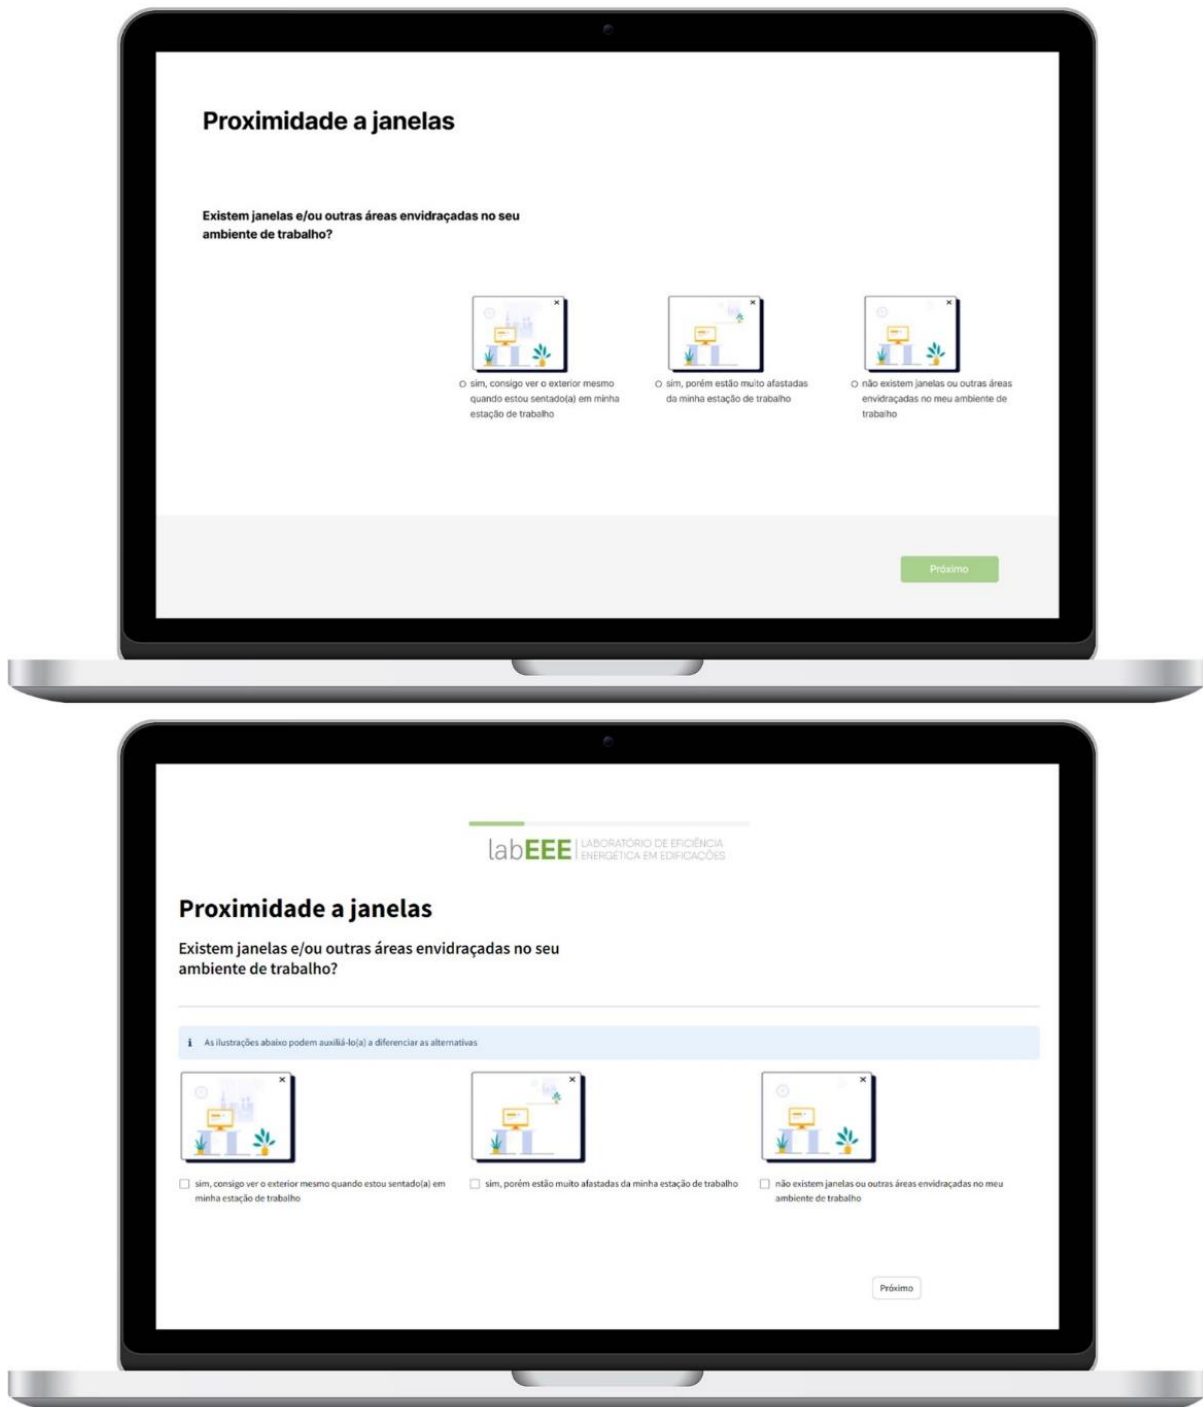 Proximidade a janelas
Existem janelas e/ou outras áreas envidraçadas no seu
ambiente de trabalho?
sim, consigo ver o exterior mesmo
quando estou sentado(a) em minha
estação de trabalho
sim, porém estão muito afastadas
da minha estação de trabalho
não existem janelas ou outras áreas
envidraçadas no meu ambiente de
trabalho
Próximo
labEEE
LABORATÓRIO DE EFICIÊNCIA
ENERGÉTICA EM EDIFICAÇÕES
Proximidade a janelas
Existem janelas e/ou outras áreas envidraçadas no seu
ambiente de trabalho?
i As ilustrações abaixo podem auxiliá-lo(a) a diferenciar as alternativas
sim, consigo ver o exterior mesmo quando estou sentado(a) em
minha estação de trabalho
sim, porém estão muito afastadas da minha estação de trabalho
não existem janelas ou outras áreas envidraçadas no meu
ambiente de trabalho
Próximo